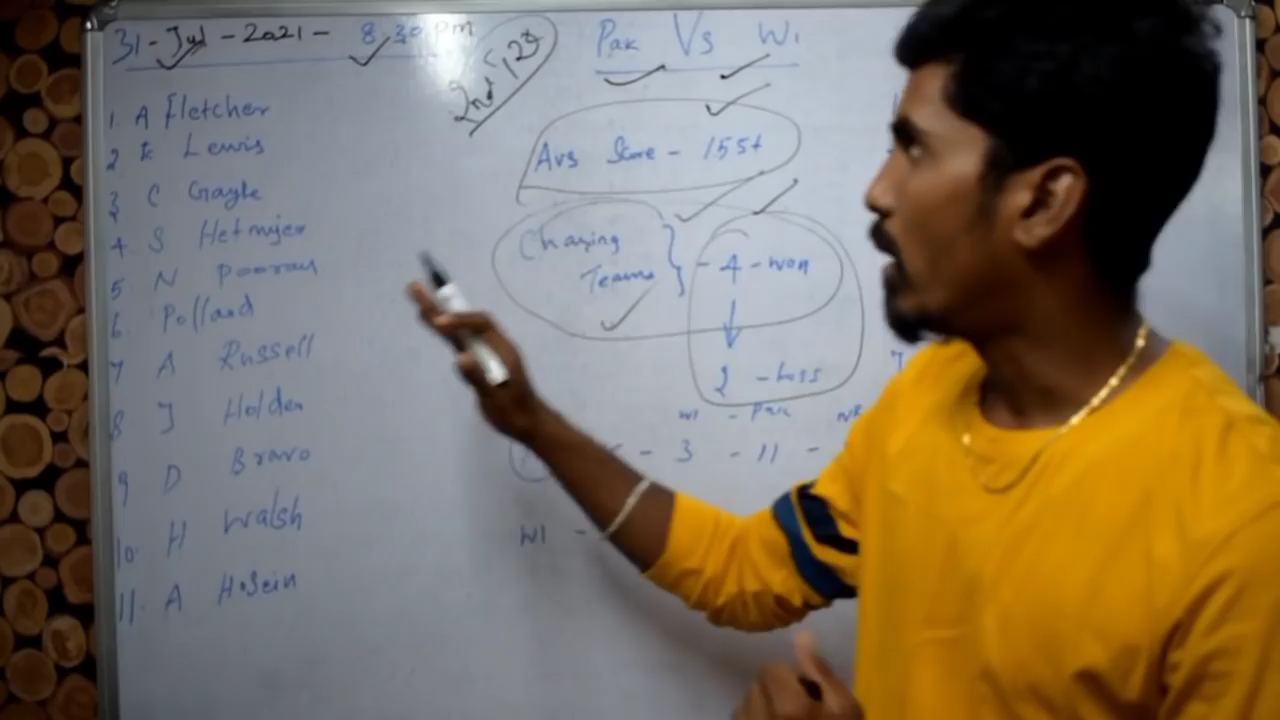 31-Jul-2021- 8.30 pm
2nd T20
Pak Vs WI
1. A Fletcher
2 E Lewis
3 C Gayle
4. S Hetmyer
5 N Pooran
6. Pollard
7 A Russell
8 J Holder
9 D Bravo
10. H Walsh
11. A Hosein
Avg Score - 155+
Chasing
Teams } - 4 - won
2 - Loss
WI - Pak
- 3 - 11 -
WI -